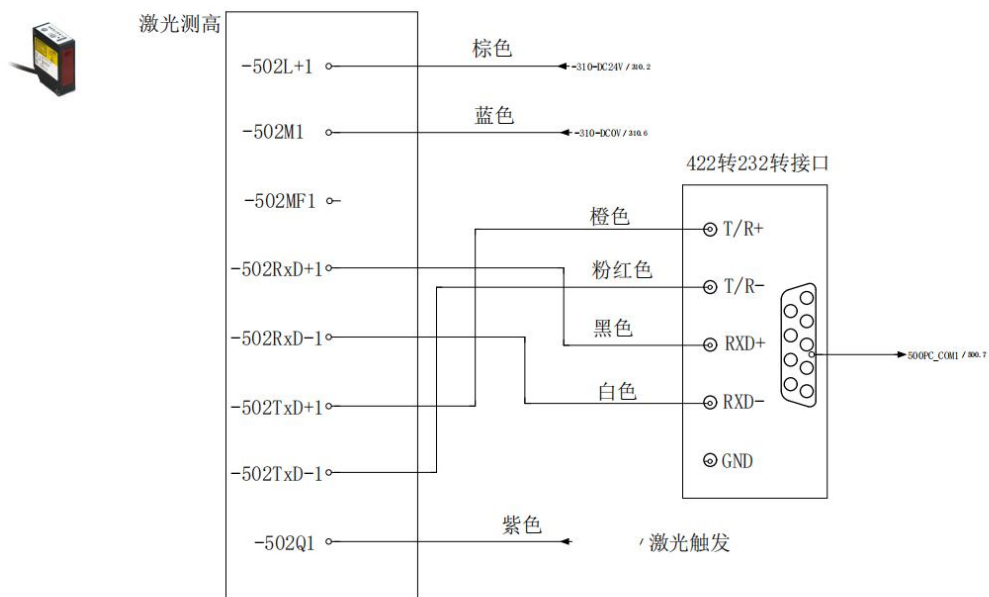 激光测高
-502L+1
棕色
-310-DC24V/310.2
-502M1
蓝色
-310-DC0V/310.6
422转232转接口
-502MF1
橙色
T/R+
-502RxD+1
粉红色
T/R-
-502RxD-1
黑色
RXD+
500PC_COM1/300.7
-502TxD+1
白色
RXD-
-502TxD-1
GND
-502Q1
紫色
/激光触发